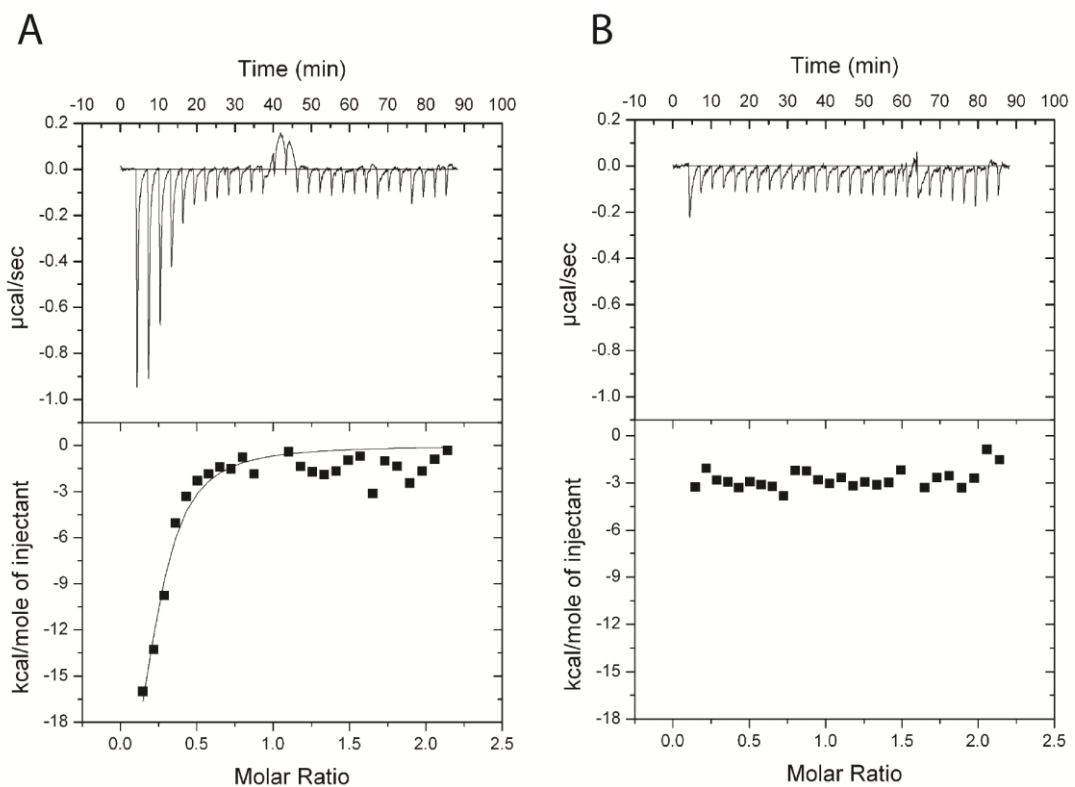 A
Time (min)
-10 0 10 20 30 40 50 60 70 80 90 100
0.2
0.0
-0.2
-0.4
-0.6
-0.8
-1.0
µcal/sec
0
-3
-6
-9
-12
-15
-18
kcal/mole of injectant
0.0 0.5 1.0 1.5 2.0 2.5
Molar Ratio
B
Time (min)
-10 0 10 20 30 40 50 60 70 80 90 100
0.2
0.0
-0.2
-0.4
-0.6
-0.8
-1.0
µcal/sec
0
-3
-6
-9
-12
-15
-18
kcal/mole of injectant
0.0 0.5 1.0 1.5 2.0 2.5
Molar Ratio